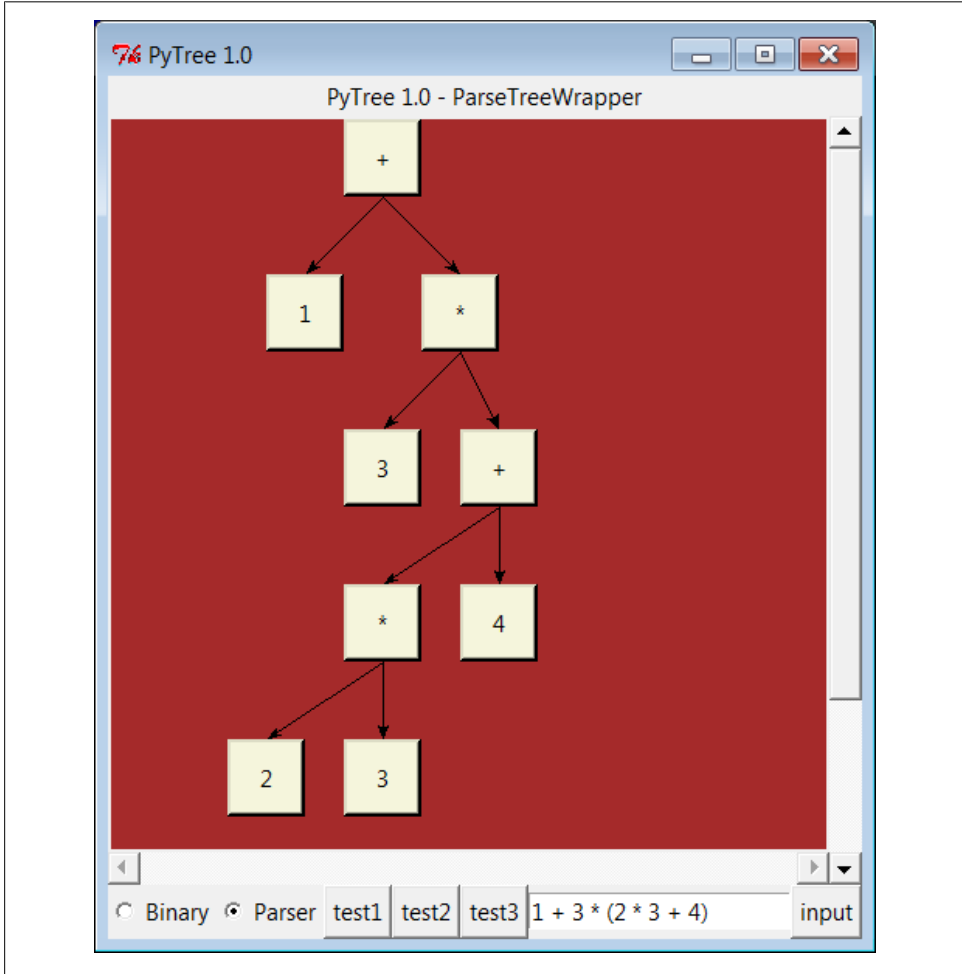 PyTree 1.0
PyTree 1.0 - ParseTreeWrapper
+
1 *
3 +
* 4
2 3
Binary Parser test1 test2 test3 1 + 3 * (2 * 3 + 4) input